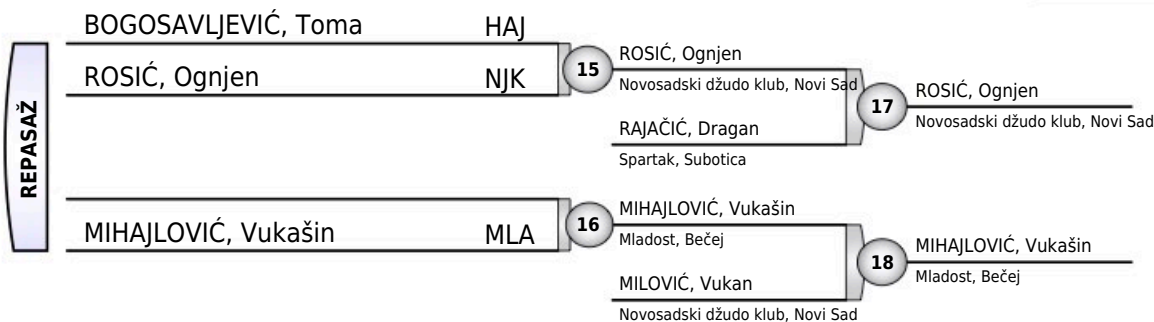 REPASAŽ
BOGOSAVLJEVIĆ, Toma HAJ
ROSIĆ, Ognjen NJK
15
ROSIĆ, Ognjen
Novosadski džudo klub, Novi Sad
RAJAČIĆ, Dragan
Spartak, Subotica
17
ROSIĆ, Ognjen
Novosadski džudo klub, Novi Sad
MIHAJLOVIĆ, Vukašin MLA
16
MIHAJLOVIĆ, Vukašin
Mladost, Bečej
MILOVIĆ, Vukan
Novosadski džudo klub, Novi Sad
18
MIHAJLOVIĆ, Vukašin
Mladost, Bečej